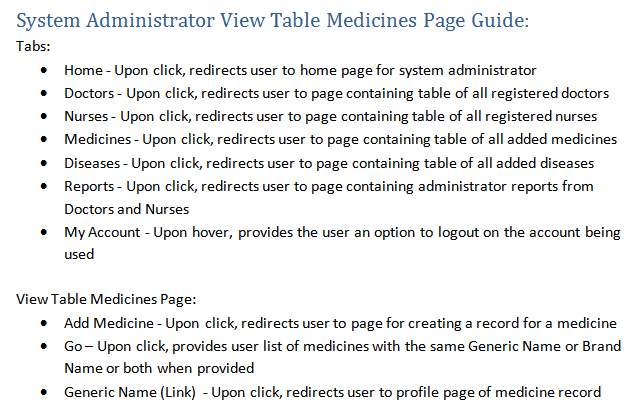 System Administrator View Table Medicines Page Guide:
Tabs:
• Home - Upon click, redirects user to home page for system administrator
• Doctors - Upon click, redirects user to page containing table of all registered doctors
• Nurses - Upon click, redirects user to page containing table of all registered nurses
• Medicines - Upon click, redirects user to page containing table of all added medicines
• Diseases - Upon click, redirects user to page containing table of all added diseases
• Reports - Upon click, redirects user to page containing administrator reports from
Doctors and Nurses
• My Account - Upon hover, provides the user an option to logout on the account being
used
View Table Medicines Page:
• Add Medicine - Upon click, redirects user to page for creating a record for a medicine
• Go – Upon click, provides user list of medicines with the same Generic Name or Brand
Name or both when provided
• Generic Name (Link) - Upon click, redirects user to profile page of medicine record